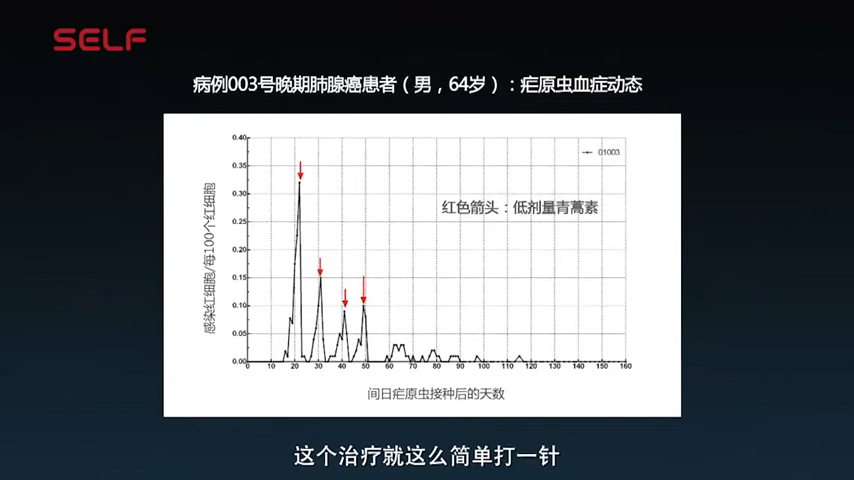 SELF
病例003号晚期肺腺癌患者（男，64岁）：疟原虫血症动态
0.40
01003
0.35
0.30
红色箭头：低剂量青蒿素
0.25
0.20
0.15
0.10
0.05
0.00
感染红细胞/每100个红细胞
0 10 20 30 40 50 60 70 80 90 100 110 120 130 140 150 160
间日疟原虫接种后的天数
这个治疗就这么简单打一针